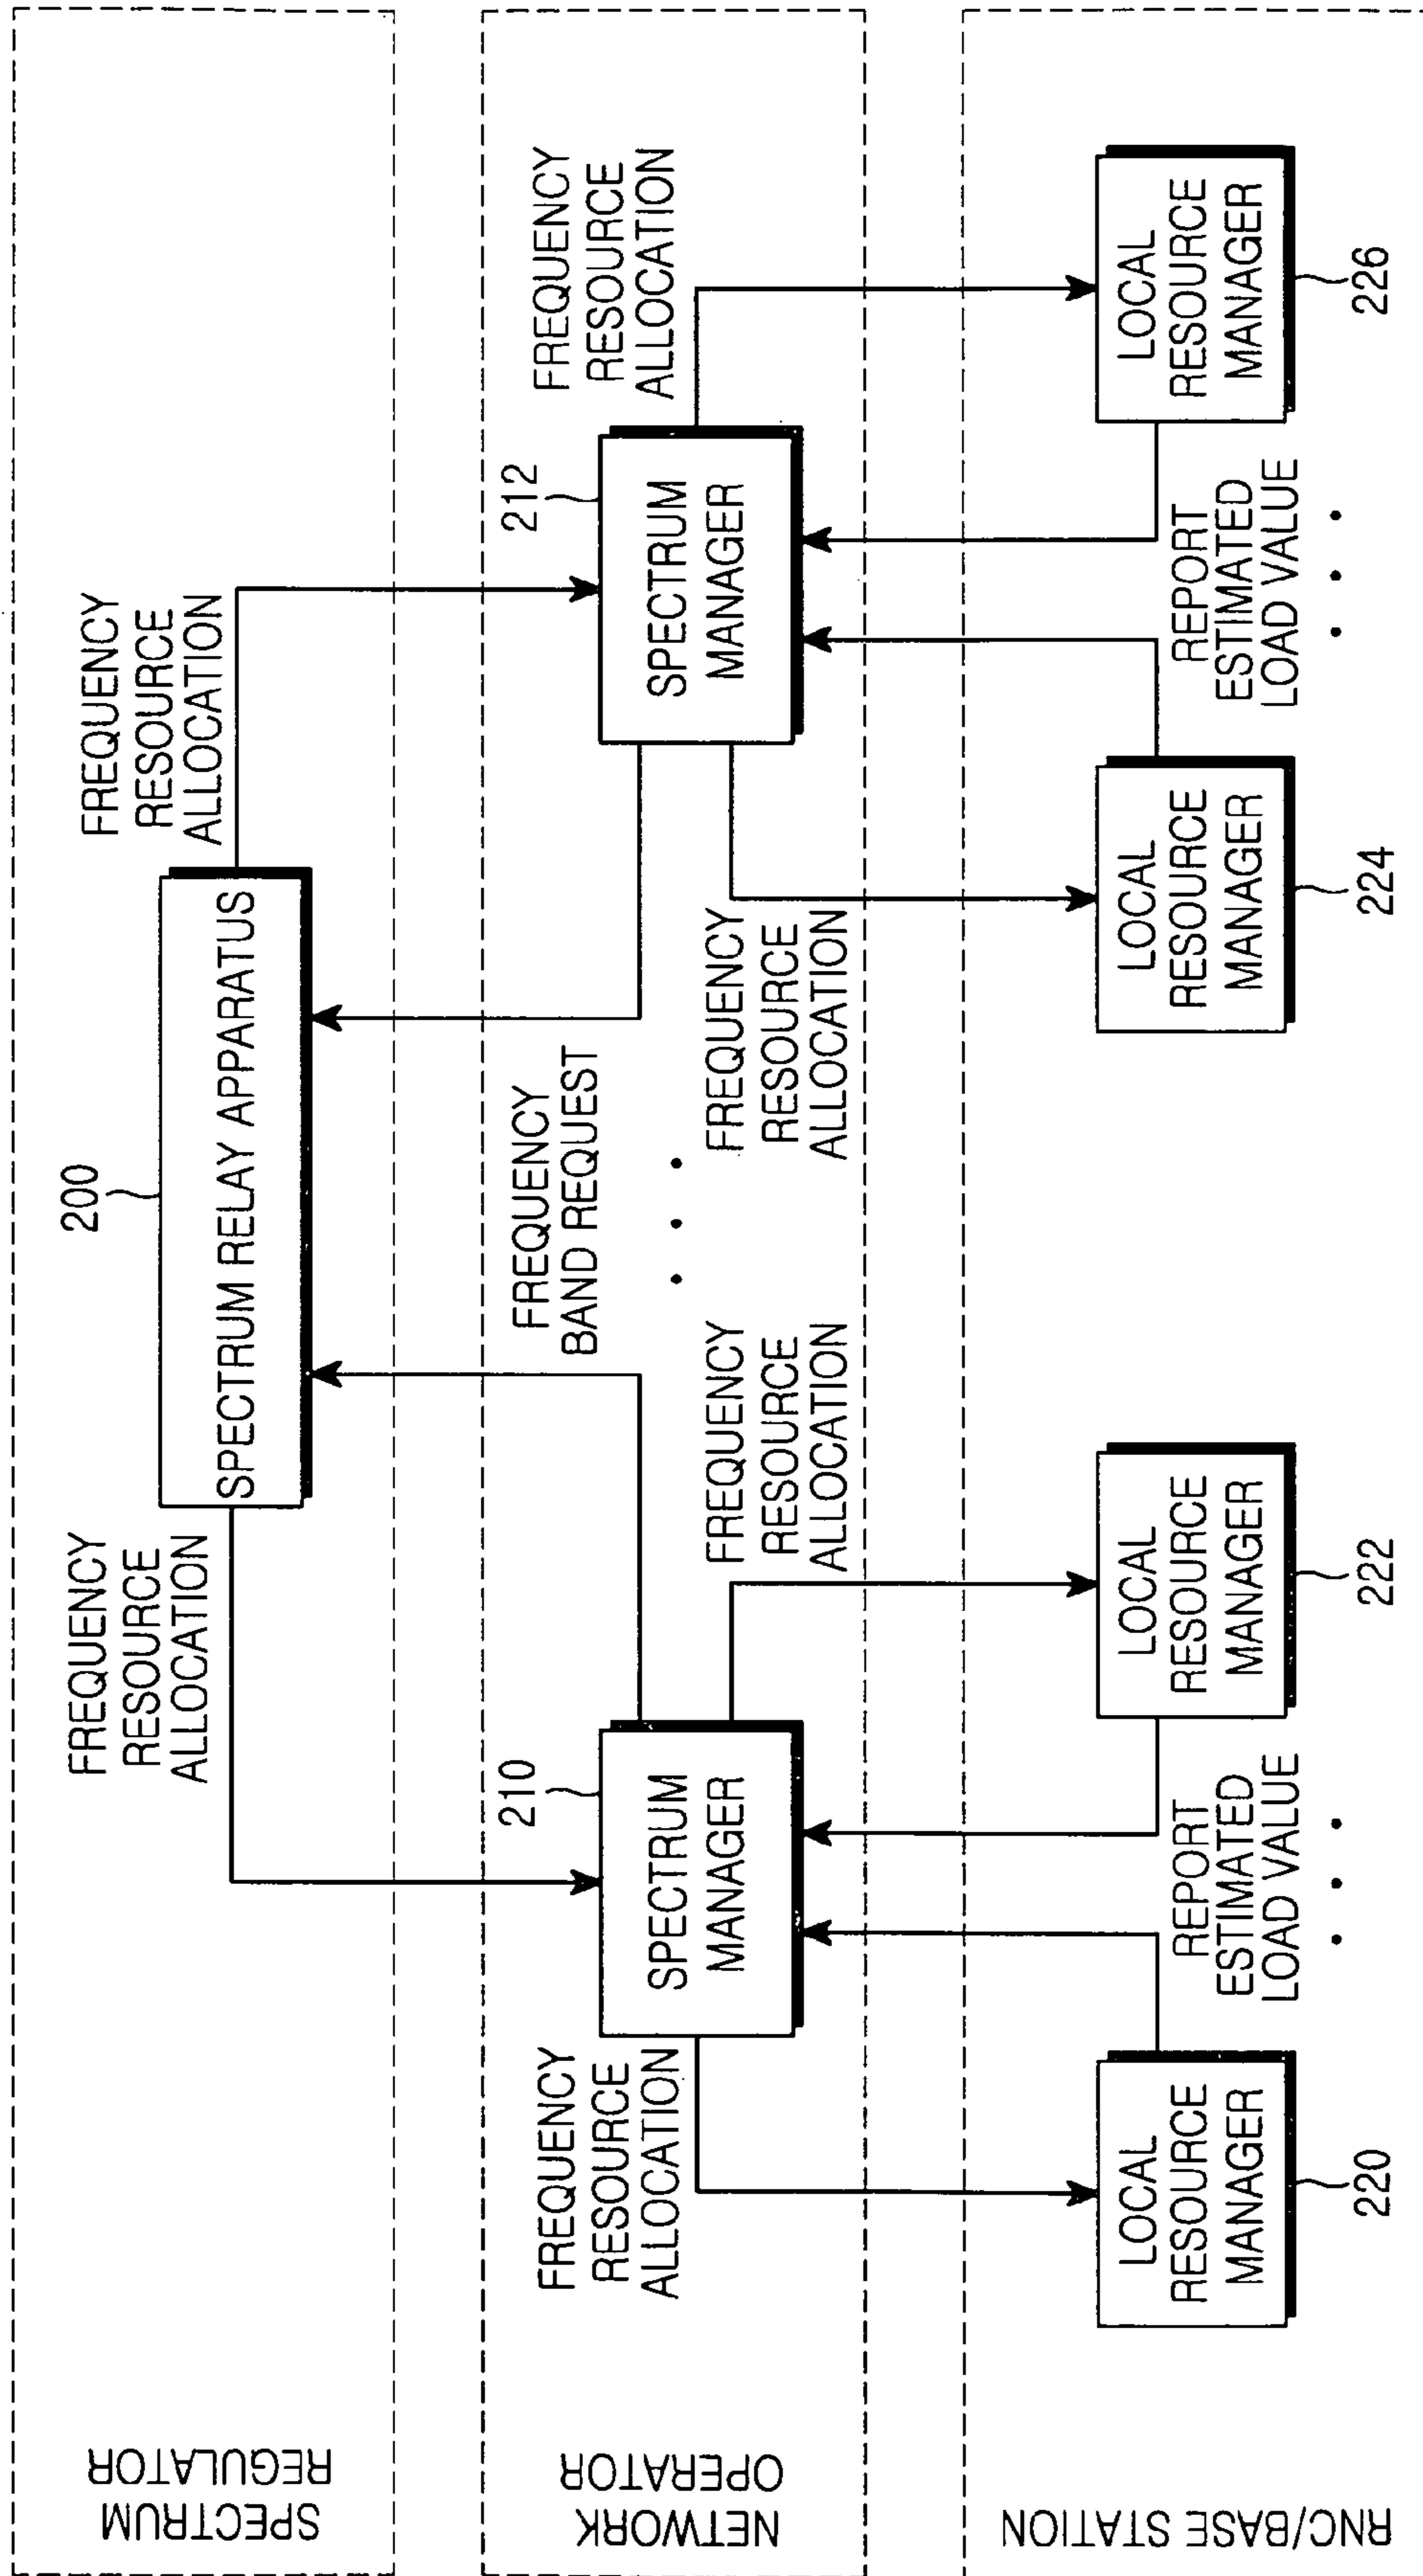 SPECTRUM
REGULATOR
FREQUENCY
RESOURCE
ALLOCATION
200
SPECTRUM RELAY APPARATUS
FREQUENCY
RESOURCE
ALLOCATION
NETWORK
OPERATOR
FREQUENCY
RESOURCE
ALLOCATION
210
SPECTRUM
MANAGER
FREQUENCY
BAND REQUEST
FREQUENCY
RESOURCE
ALLOCATION
FREQUENCY
RESOURCE
ALLOCATION
212
SPECTRUM
MANAGER
FREQUENCY
RESOURCE
ALLOCATION
RNC/BASE STATION
LOCAL
RESOURCE
MANAGER
220
REPORT
ESTIMATED
LOAD VALUE
LOCAL
RESOURCE
MANAGER
222
LOCAL
RESOURCE
MANAGER
224
REPORT
ESTIMATED
LOAD VALUE
LOCAL
RESOURCE
MANAGER
226